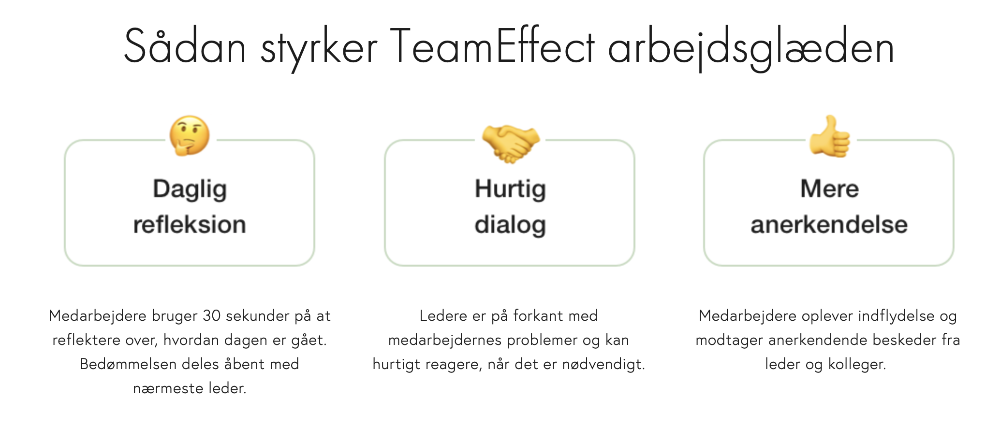 Sådan styrker TeamEffect arbejdsglæden
Daglig
refleksion
Medarbejdere bruger 30 sekunder på at
reflektere over, hvordan dagen er gået.
Bedømmelsen deles åbent med
nærmeste leder.
Hurtig
dialog
Ledere er på forkant med
medarbejdernes problemer og kan
hurtigt reagere, når det er nødvendigt.
Mere
anerkendelse
Medarbejdere oplever indflydelse og
modtager anerkendende beskeder fra
leder og kolleger.